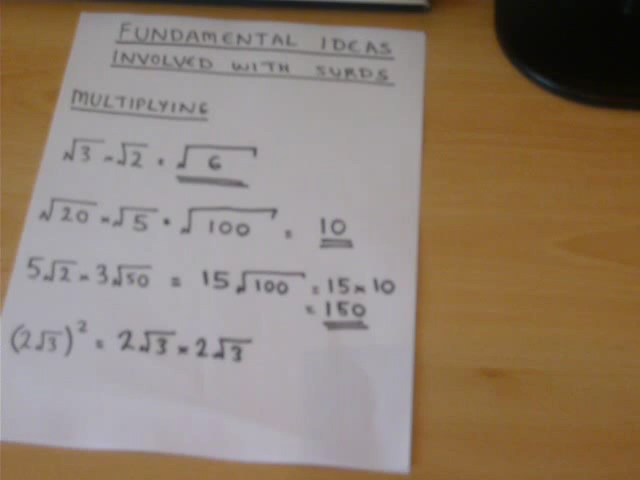 FUNDAMENTAL IDEAS
INVOLVED WITH SURDS
MULTIPLYING
√3 × √2 = √6
√20 × √5 = √100 = 10
5√2 × 3√50 = 15√100 = 15 × 10
= 150
(2√3)² = 2√3 × 2√3